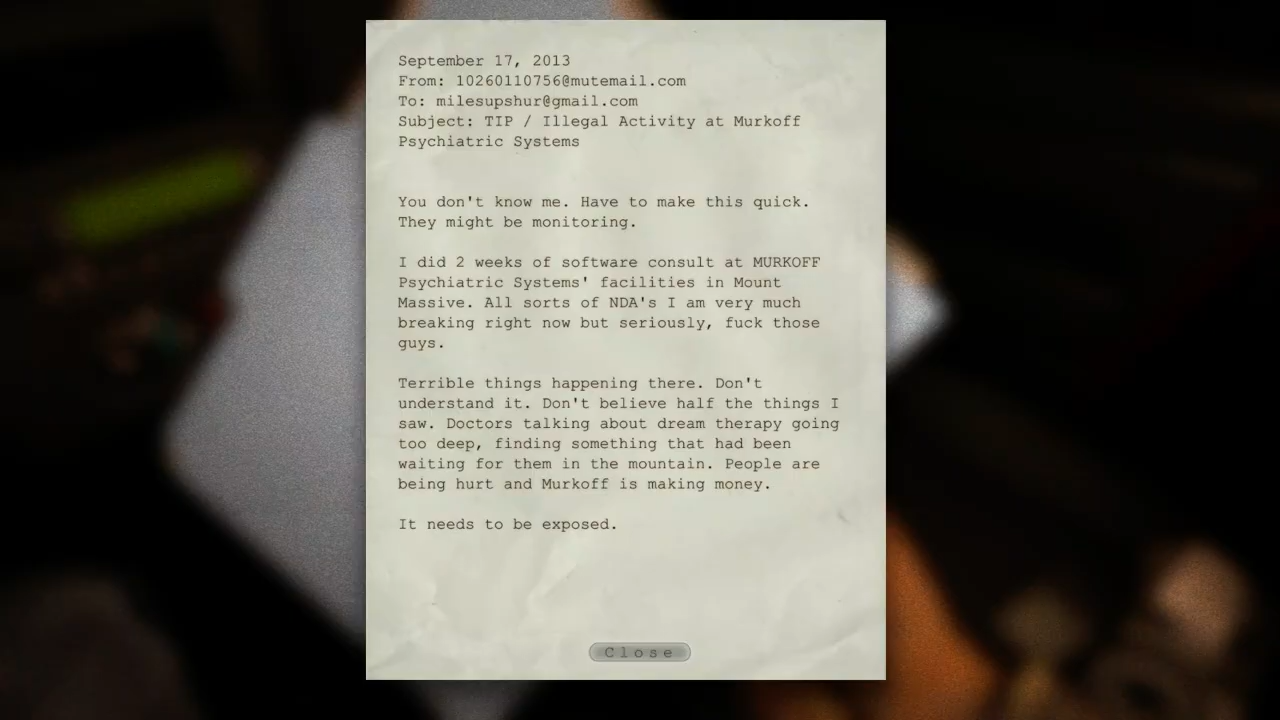 September 17, 2013
From: 10260110756@mutemail.com
To: milesupshur@gmail.com
Subject: TIP / Illegal Activity at Murkoff
Psychiatric Systems
You don't know me. Have to make this quick.
They might be monitoring.
I did 2 weeks of software consult at MURKOFF
Psychiatric Systems' facilities in Mount
Massive. All sorts of NDA's I am very much
breaking right now but seriously, fuck those
guys.
Terrible things happening there. Don't
understand it. Don't believe half the things I
saw. Doctors talking about dream therapy going
too deep, finding something that had been
waiting for them in the mountain. People are
being hurt and Murkoff is making money.
It needs to be exposed.
Close